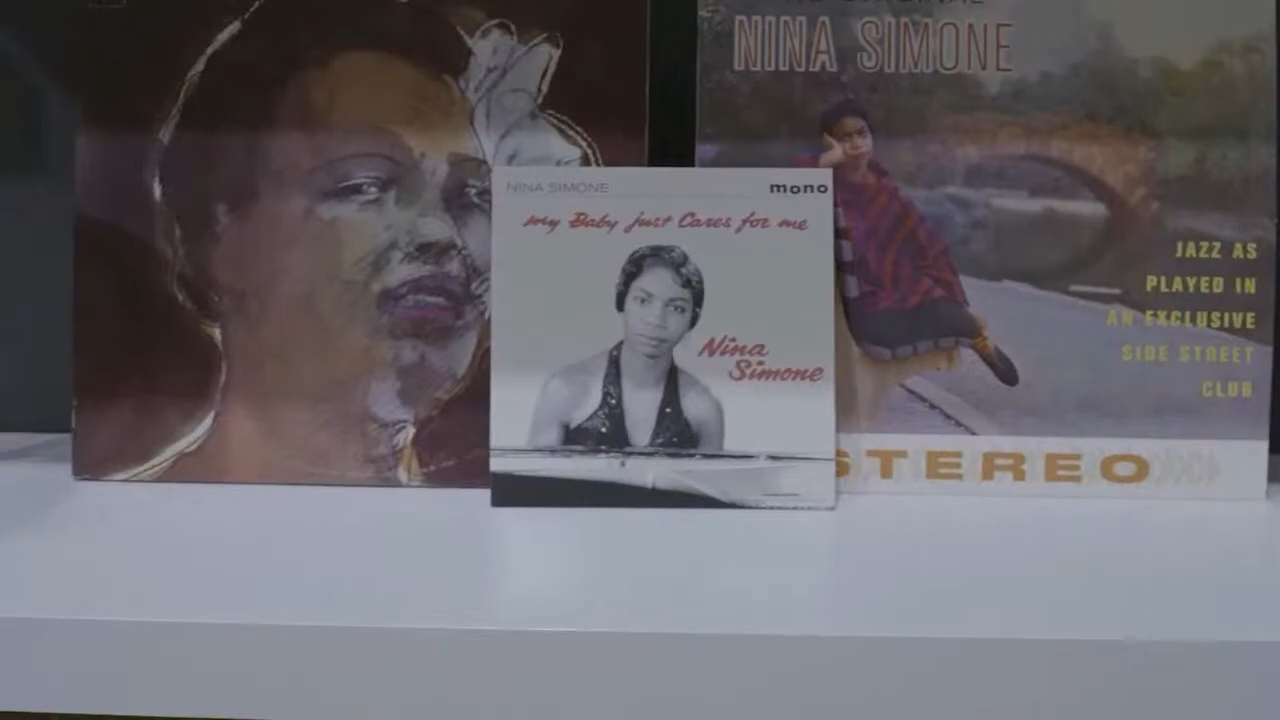 NINA SIMONE
mono
my Baby just Cares for me
Nina
Simone
NINA SIMONE
JAZZ AS
PLAYED IN
AN EXCLUSIVE
SIDE STREET
CLUB
STEREO